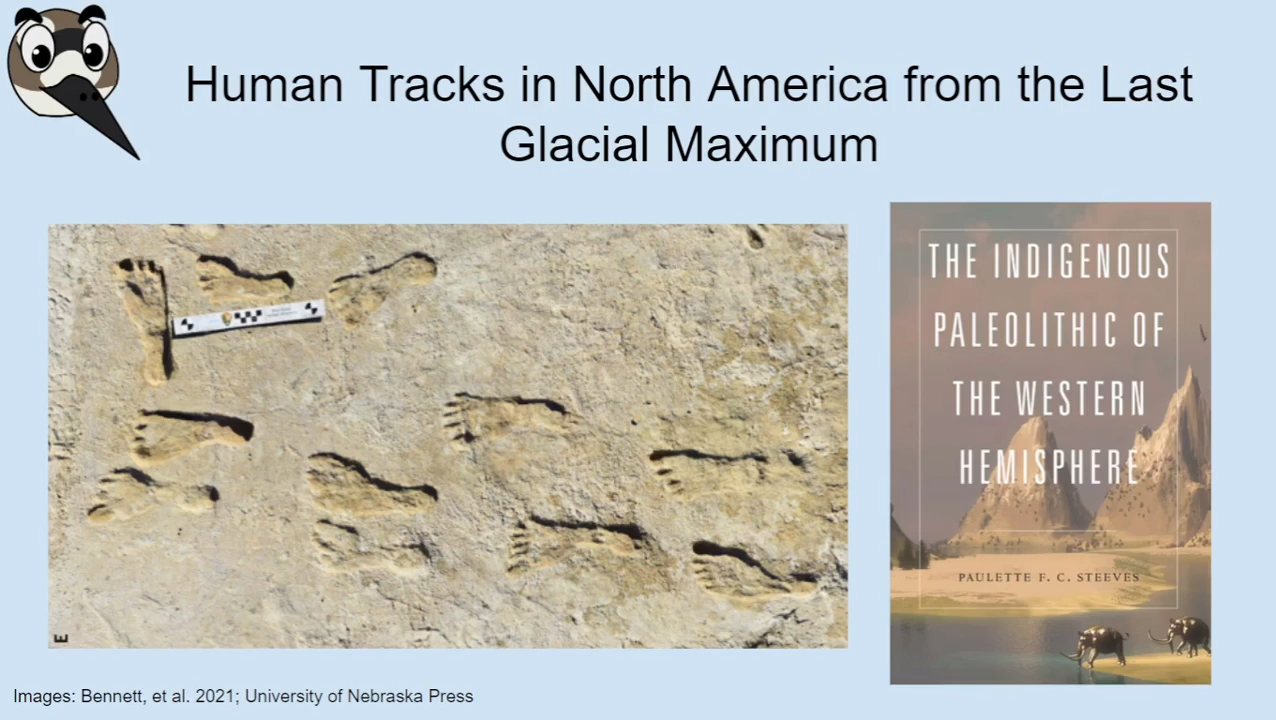 Human Tracks in North America from the Last
Glacial Maximum
THE INDIGENOUS
PALEOLITHIC OF
THE WESTERN
HEMISPHERE
PAULETTE F. C. STEEVES
E
Images: Bennett, et al. 2021; University of Nebraska Press